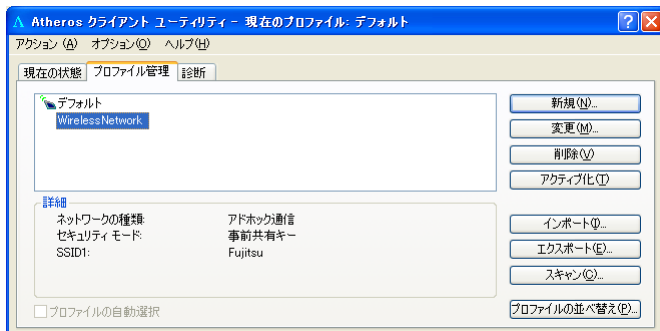 Atheros クライアント ユーティリティ - 現在のプロファイル: デフォルト
アクション (A) オプション(O) ヘルプ(H)
現在の状態 プロファイル管理 診断
デフォルト
WirelessNetwork
新規(N)...
変更(M)...
削除(V)
アクティブ化(T)
詳細
ネットワークの種類: アドホック通信
セキュリティ モード: 事前共有キー
SSID1: Fujitsu
インポート(I)...
エクスポート(E)...
スキャン(C)...
プロファイルの自動選択
プロファイルの並べ替え(P)...